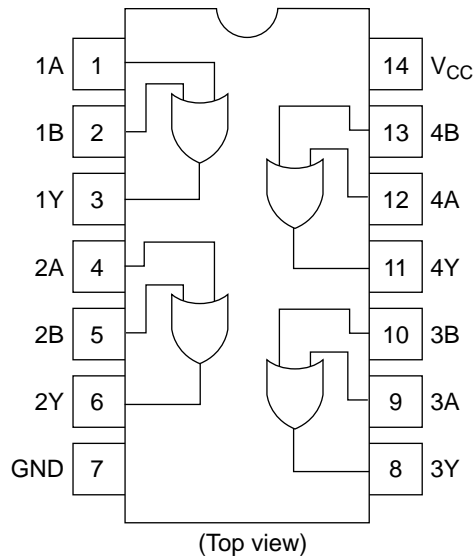 1A 1 14 VCC
1B 2 13 4B
1Y 3 12 4A
2A 4 11 4Y
2B 5 10 3B
2Y 6 9 3A
GND 7 8 3Y
(Top view)